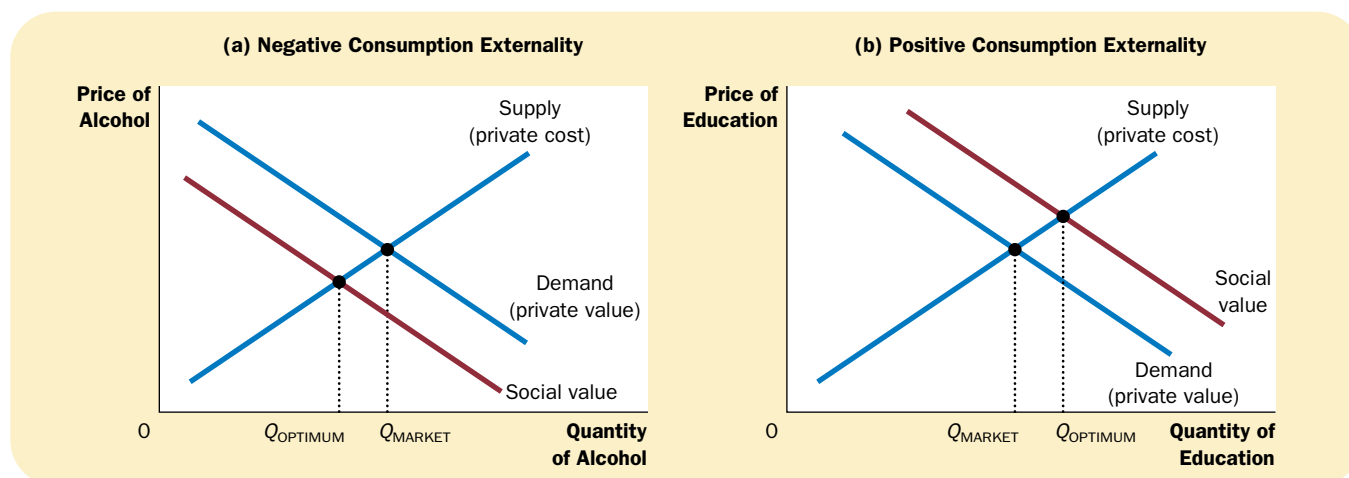 (a) Negative Consumption Externality
Price of
Alcohol
Supply
(private cost)
Demand
(private value)
Social value
0
QOPTIMUM
QMARKET
Quantity
of Alcohol
(b) Positive Consumption Externality
Price of
Education
Supply
(private cost)
Social
value
Demand
(private value)
0
QMARKET
QOPTIMUM
Quantity of
Education